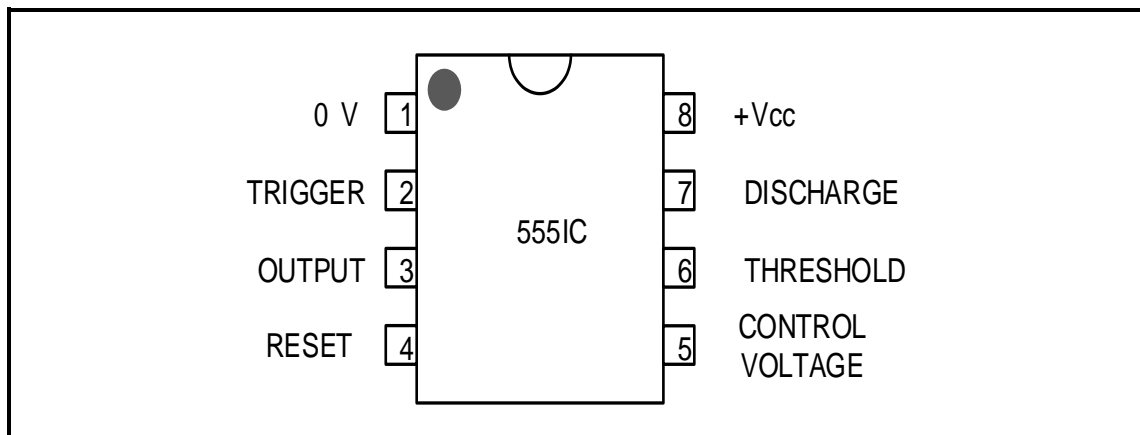 0 V 1 8 +Vcc
TRIGGER 2 7 DISCHARGE
555IC
OUTPUT 3 6 THRESHOLD
RESET 4 5 CONTROL
VOLTAGE